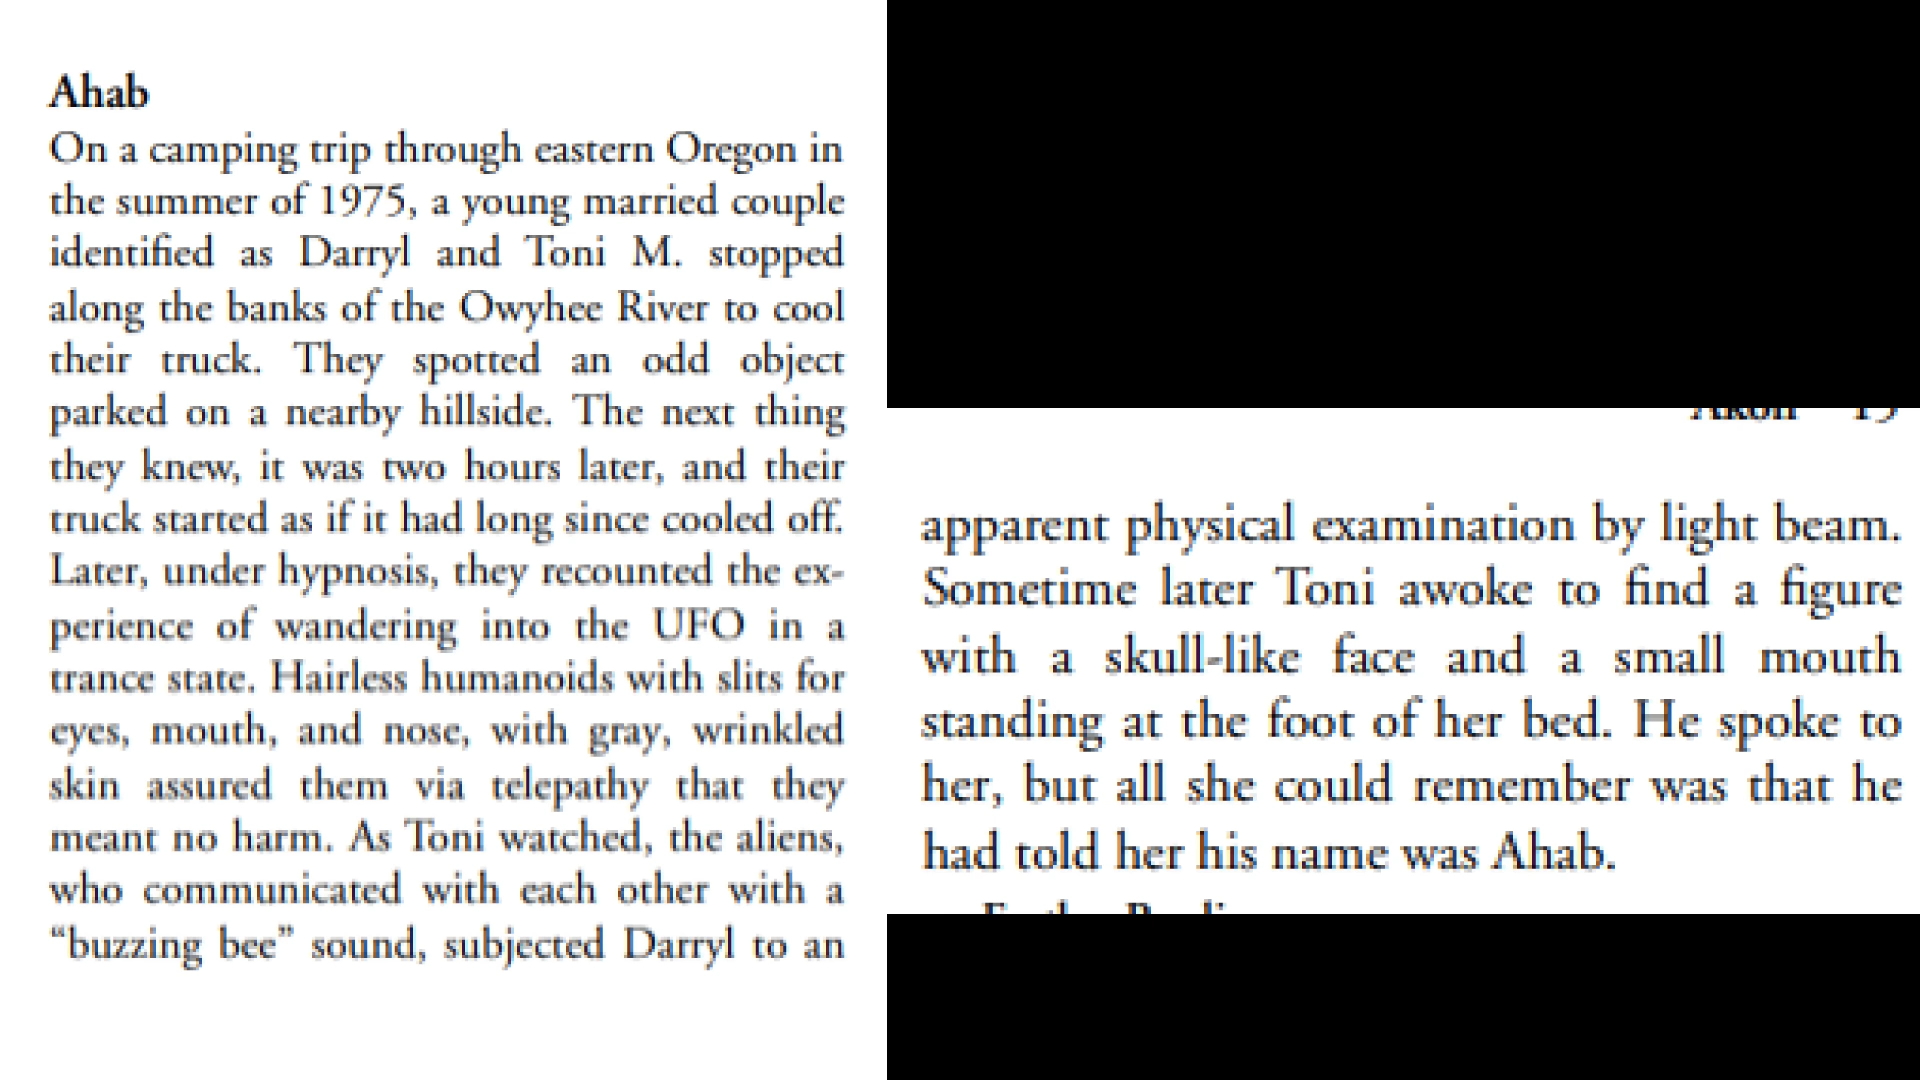 Ahab
On a camping trip through eastern Oregon in
the summer of 1975, a young married couple
identified as Darryl and Toni M. stopped
along the banks of the Owyhee River to cool
their truck. They spotted an odd object
parked on a nearby hillside. The next thing
they knew, it was two hours later, and their
truck started as if it had long since cooled off.
Later, under hypnosis, they recounted the ex-
perience of wandering into the UFO in a
trance state. Hairless humanoids with slits for
eyes, mouth, and nose, with gray, wrinkled
skin assured them via telepathy that they
meant no harm. As Toni watched, the aliens,
who communicated with each other with a
“buzzing bee” sound, subjected Darryl to an
apparent physical examination by light beam.
Sometime later Toni awoke to find a figure
with a skull-like face and a small mouth
standing at the foot of her bed. He spoke to
her, but all she could remember was that he
had told her his name was Ahab.